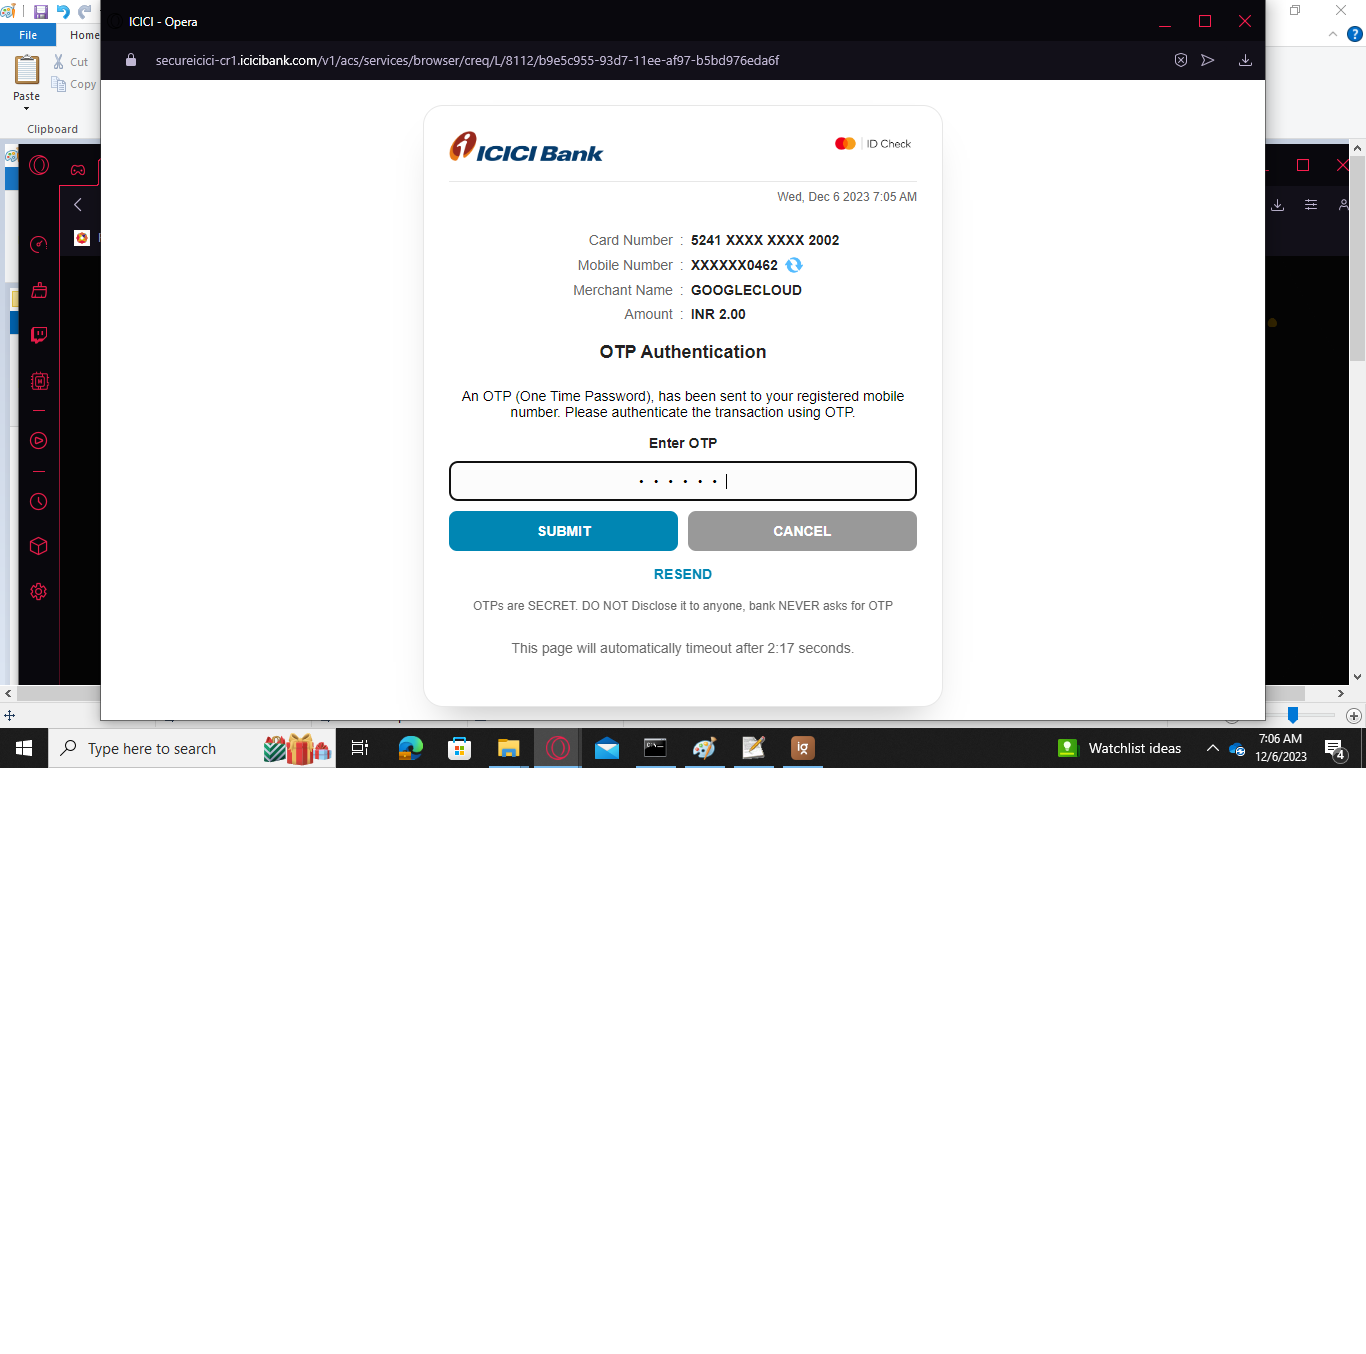 ICICI - Opera
File
Home
secureicici-cr1.icicibank.com/v1/acs/services/browser/creq/L/8112/b9e5c955-93d7-11ee-af97-b5bd976eda6f
Cut
Copy
Paste
Clipboard
ICICI Bank
ID Check
Wed, Dec 6 2023 7:05 AM
Card Number : 5241 XXXX XXXX 2002
Mobile Number : XXXXXX0462
Merchant Name : GOOGLECLOUD
Amount : INR 2.00
OTP Authentication
An OTP (One Time Password), has been sent to your registered mobile
number. Please authenticate the transaction using OTP.
Enter OTP
SUBMIT
CANCEL
RESEND
OTPs are SECRET. DO NOT Disclose it to anyone, bank NEVER asks for OTP
This page will automatically timeout after 2:17 seconds.
Type here to search
ig
Watchlist ideas
7:06 AM
12/6/2023
4